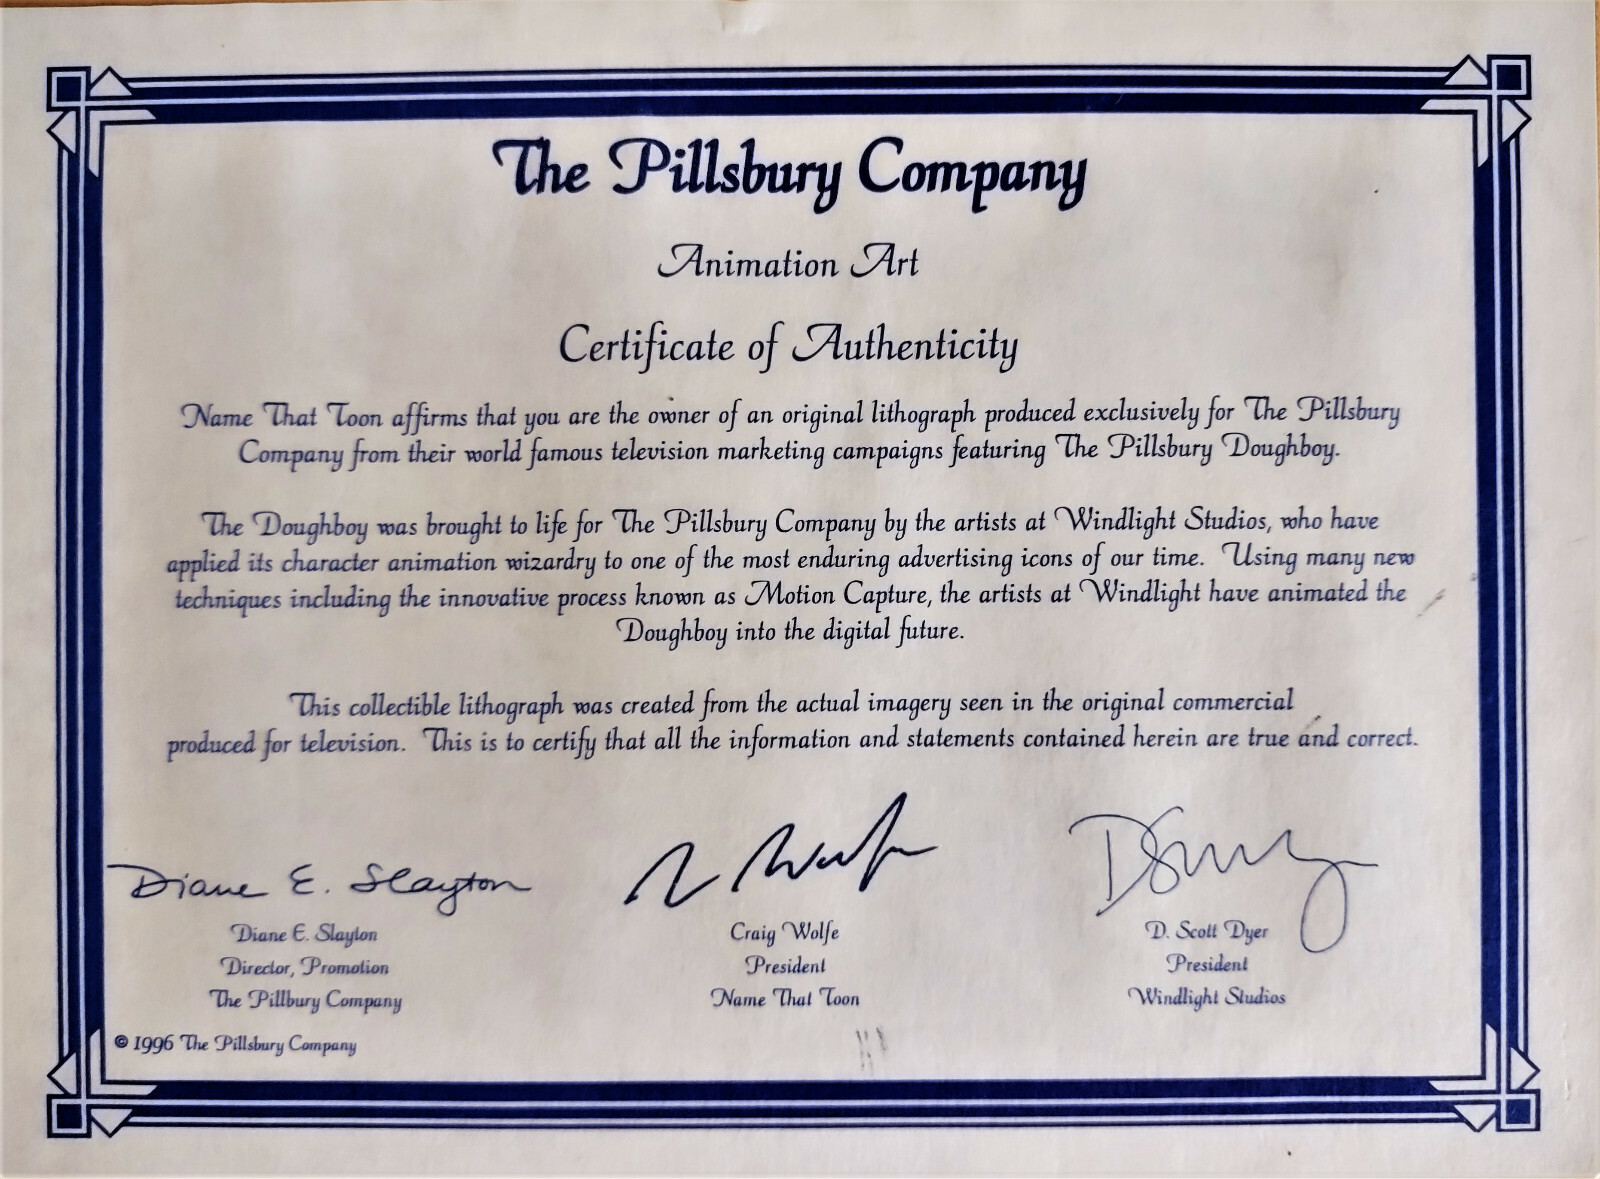 The Pillsbury Company
Animation Art
Certificate of Authenticity
Name That Toon affirms that you are the owner of an original lithograph produced exclusively for The Pillsbury
Company from their world famous television marketing campaigns featuring The Pillsbury Doughboy.
The Doughboy was brought to life for The Pillsbury Company by the artists at Windlight Studios, who have
applied its character animation wizardry to one of the most enduring advertising icons of our time. Using many new
techniques including the innovative process known as Motion Capture, the artists at Windlight have animated the
Doughboy into the digital future.
This collectible lithograph was created from the actual imagery seen in the original commercial
produced for television. This is to certify that all the information and statements contained herein are true and correct.
Diane E. Slayton
Diane E. Slayton
Director, Promotion
The Pillbury Company
Craig Wolfe
President
Name That Toon
D. Scott Dyer
President
Windlight Studios
© 1996 The Pillsbury Company